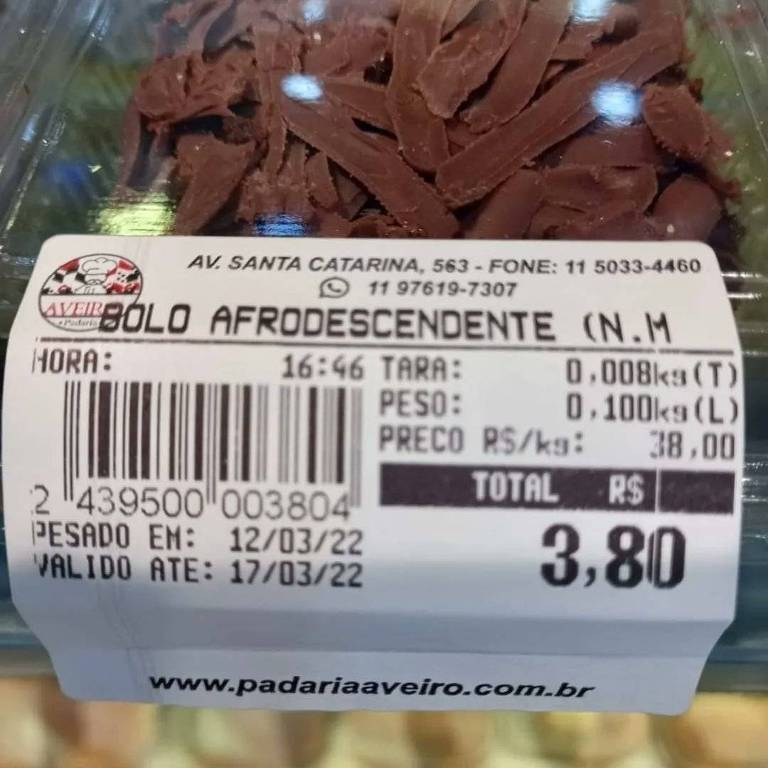 AV. SANTA CATARINA, 563 - FONE: 11 5033-4460
11 97619-7307
AVEIRO
Padaria
BOLO AFRODESCENDENTE (N.M
HORA: 16:46
TARA: 0,008kg(T)
PESO: 0,100kg(L)
PRECO R$/kg: 38,00
TOTAL R$
3,80
2 439500 003804
PESADO EM: 12/03/22
VALIDO ATE: 17/03/22
www.padariaaveiro.com.br